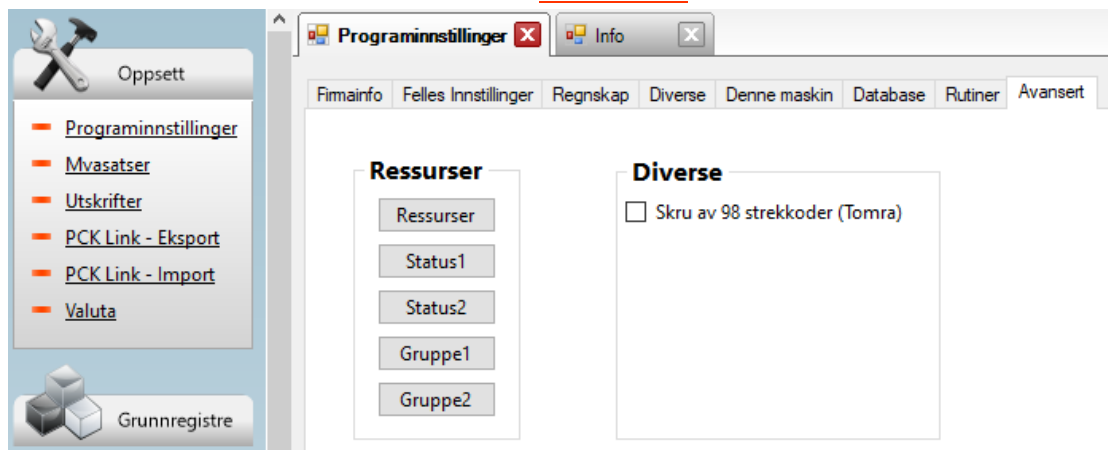 Oppsett
Programinnstillinger
Mvasatser
Utskrifter
PCK Link - Eksport
PCK Link - Import
Valuta
Grunnregistre
Programinnstillinger
Info
Firmainfo Felles Innstillinger Regnskap Diverse Denne maskin Database Rutiner Avansert
Ressurser
Ressurser
Status1
Status2
Gruppe1
Gruppe2
Diverse
Skru av 98 strekkoder (Tomra)